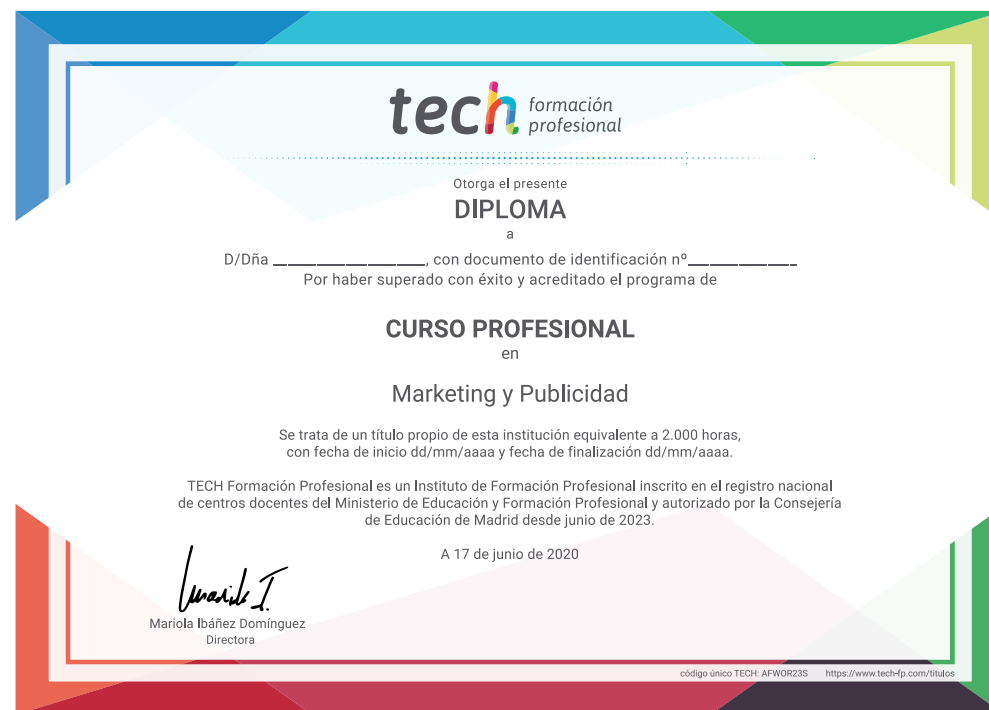 tech formación profesional
Otorga el presente
DIPLOMA
a
D/Dña ____________________, con documento de identificación nº______________
Por haber superado con éxito y acreditado el programa de
CURSO PROFESIONAL
en
Marketing y Publicidad
Se trata de un título propio de esta institución equivalente a 2.000 horas,
con fecha de inicio dd/mm/aaaa y fecha de finalización dd/mm/aaaa.
TECH Formación Profesional es un Instituto de Formación Profesional inscrito en el registro nacional
de centros docentes del Ministerio de Educación y Formación Profesional y autorizado por la Consejería
de Educación de Madrid desde junio de 2023.
A 17 de junio de 2020
Mariola Ibáñez Domínguez
Directora
código único TECH: AFWOR23S https://www.tech-fp.com/titulos